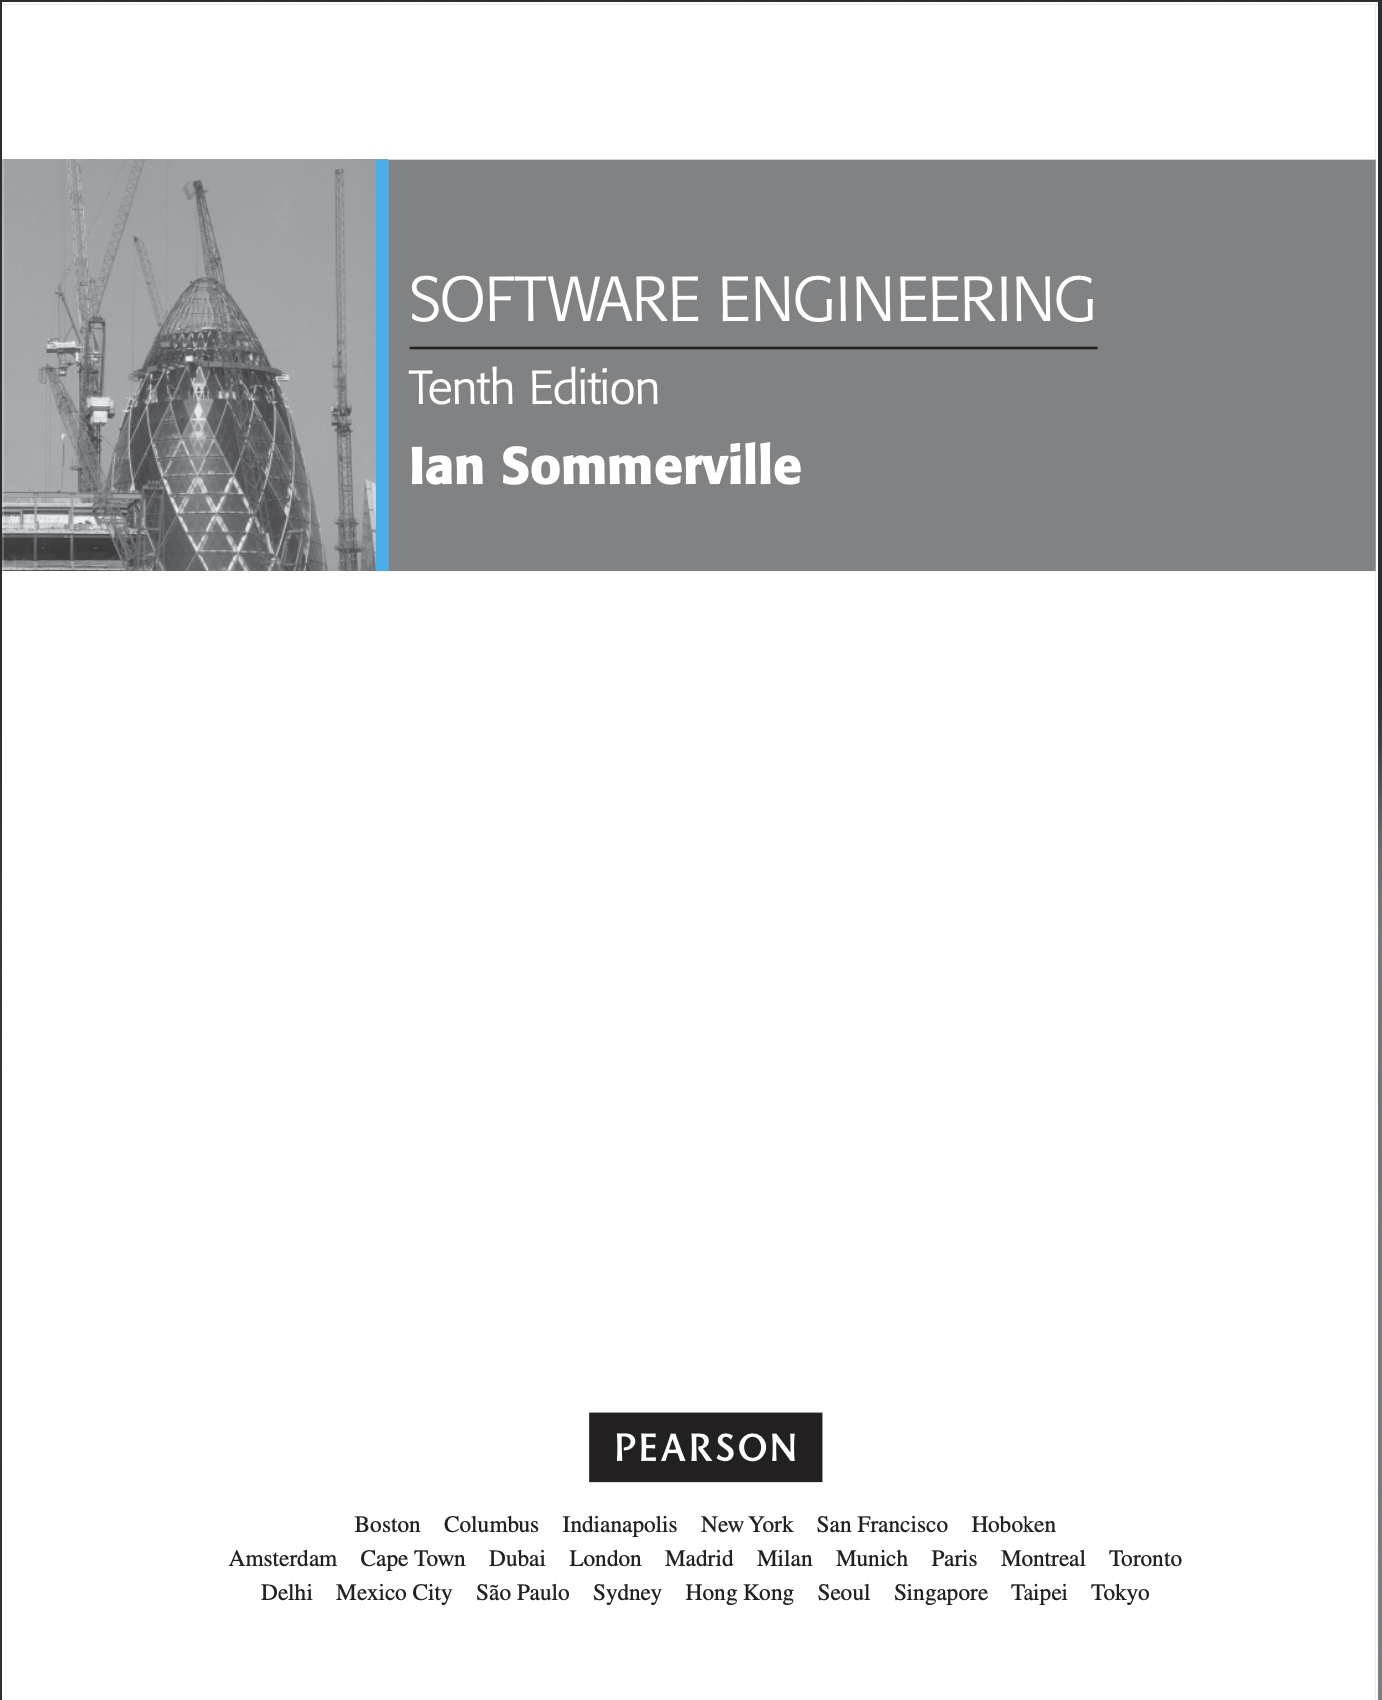 SOFTWARE ENGINEERING
Tenth Edition
Ian Sommerville
PEARSON
Boston Columbus Indianapolis New York San Francisco Hoboken
Amsterdam Cape Town Dubai London Madrid Milan Munich Paris Montreal Toronto
Delhi Mexico City São Paulo Sydney Hong Kong Seoul Singapore Taipei Tokyo